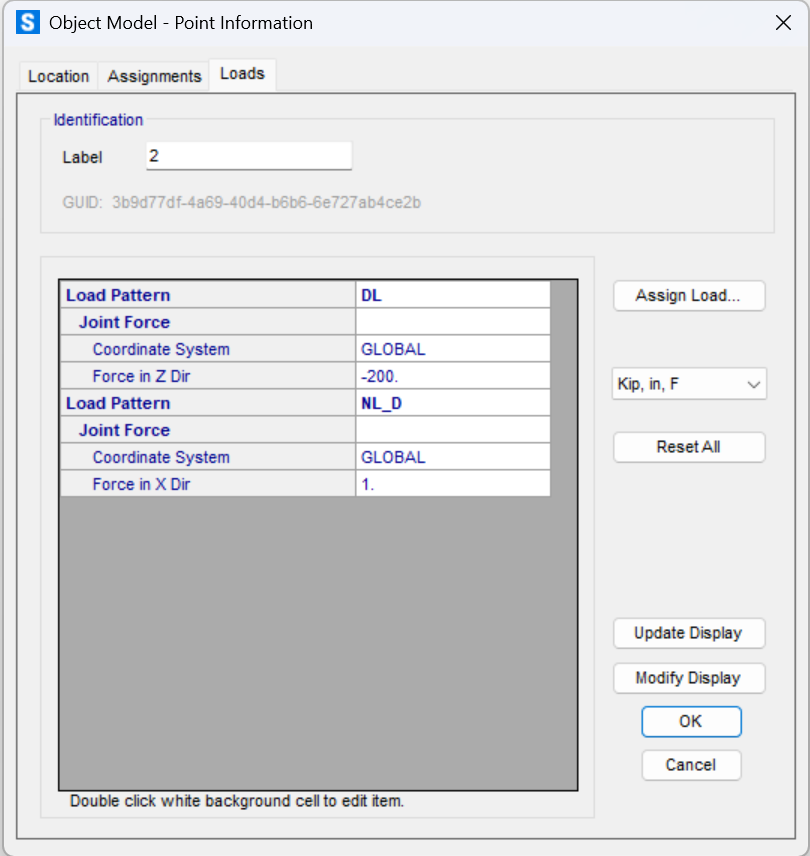 S Object Model - Point Information
Location Assignments Loads
Identification
Label 2
GUID: 3b9d77df-4a69-40d4-b6b6-6e727ab4ce2b
Load Pattern DL
Joint Force
Coordinate System GLOBAL
Force in Z Dir -200.
Load Pattern NL_D
Joint Force
Coordinate System GLOBAL
Force in X Dir 1.
Double click white background cell to edit item.
Assign Load...
Kip, in, F
Reset All
Update Display
Modify Display
OK
Cancel